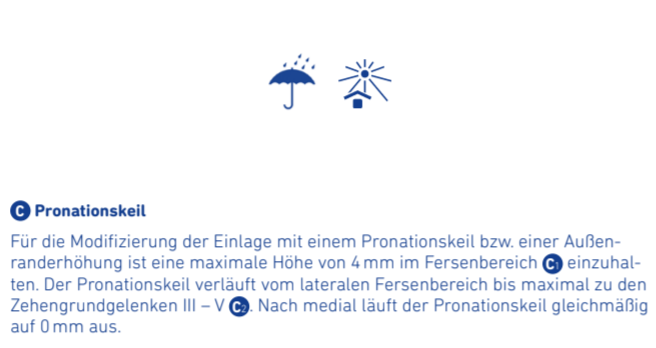 C Pronationskeil
Für die Modifizierung der Einlage mit einem Pronationskeil bzw. einer Außen-
randerhöhung ist eine maximale Höhe von 4 mm im Fersenbereich C1 einzuhal-
ten. Der Pronationskeil verläuft vom lateralen Fersenbereich bis maximal zu den
Zehengrundgelenken III – V C2. Nach medial läuft der Pronationskeil gleichmäßig
auf 0 mm aus.